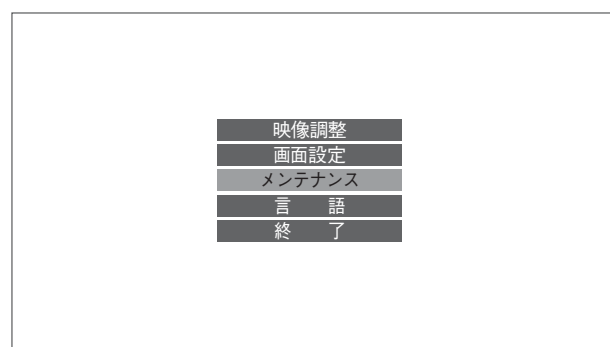 映像調整
画面設定
メンテナンス
言　　語
終　　了